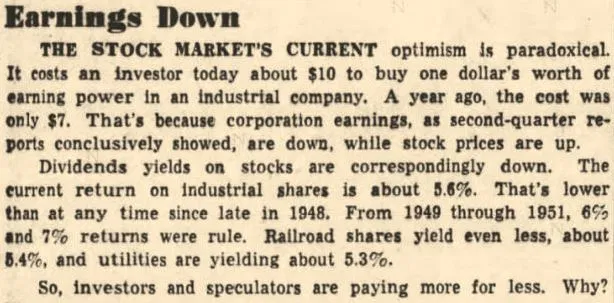 Earnings Down
THE STOCK MARKET'S CURRENT optimism is paradoxical.
It costs an investor today about $10 to buy one dollar's worth of
earning power in an industrial company. A year ago, the cost was
only $7. That's because corporation earnings, as second-quarter re-
ports conclusively showed, are down, while stock prices are up.
Dividends yields on stocks are correspondingly down. The
current return on industrial shares is about 5.6%. That's lower
than at any time since late in 1948. From 1949 through 1951, 6%
and 7% returns were rule. Railroad shares yield even less, about
5.4%, and utilities are yielding about 5.3%.
So, investors and speculators are paying more for less. Why?